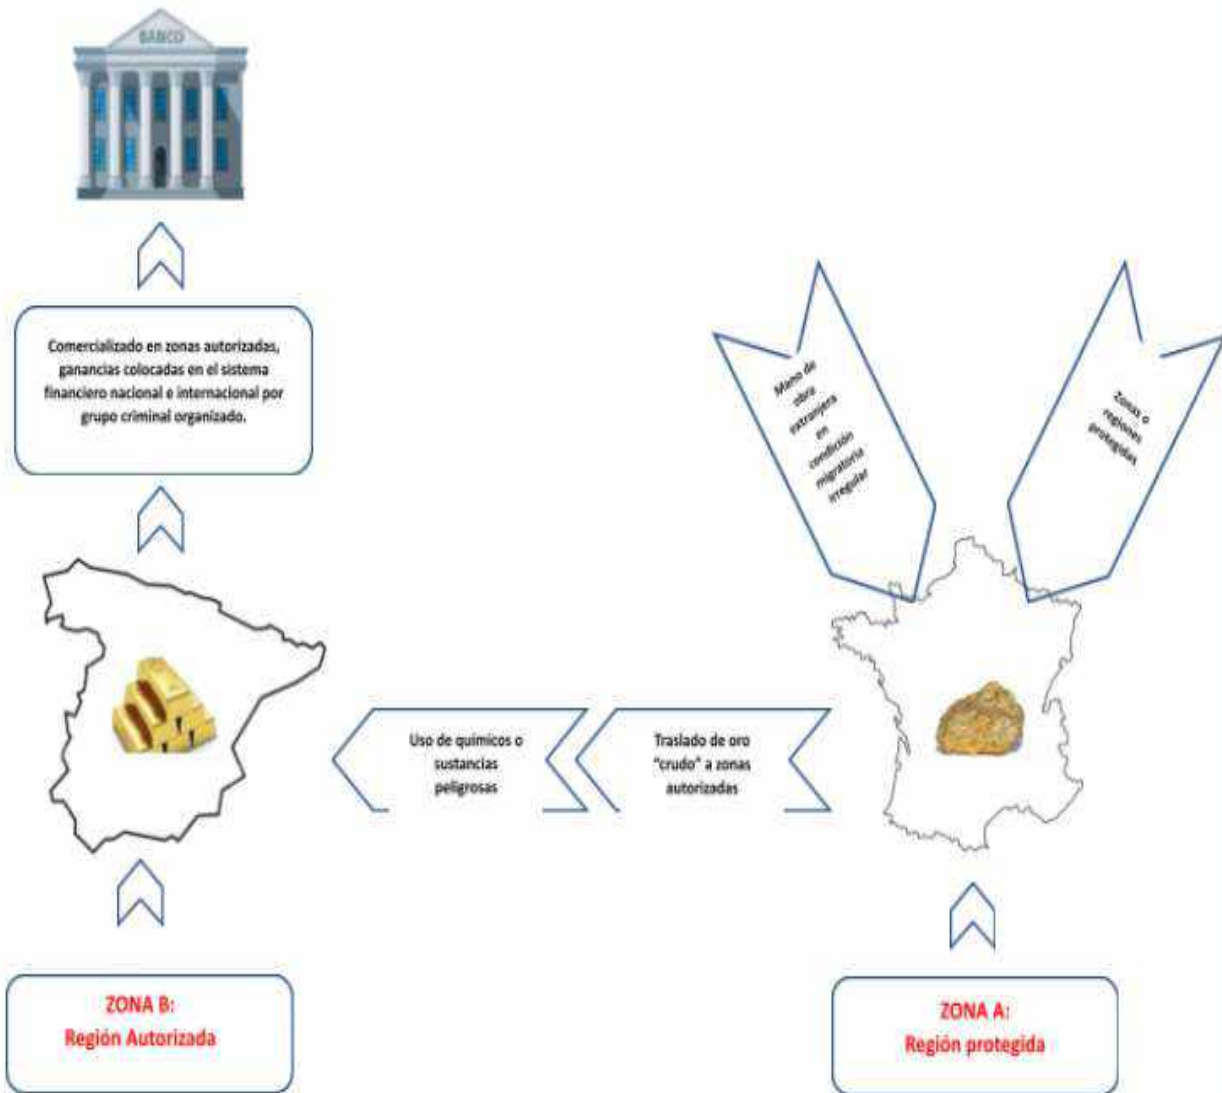 BANCO
Comercializado en zonas autorizadas,
ganancias colocadas en el sistema
financiero nacional e internacional por
grupo criminal organizado.
Mano de
obra
extranjera
en
condición
migratoria
irregular
Zonas o
regiones
protegidas
Uso de químicos o
sustancias
peligrosas
Traslado de oro
"crudo" a zonas
autorizadas
ZONA B:
Región Autorizada
ZONA A:
Región protegida